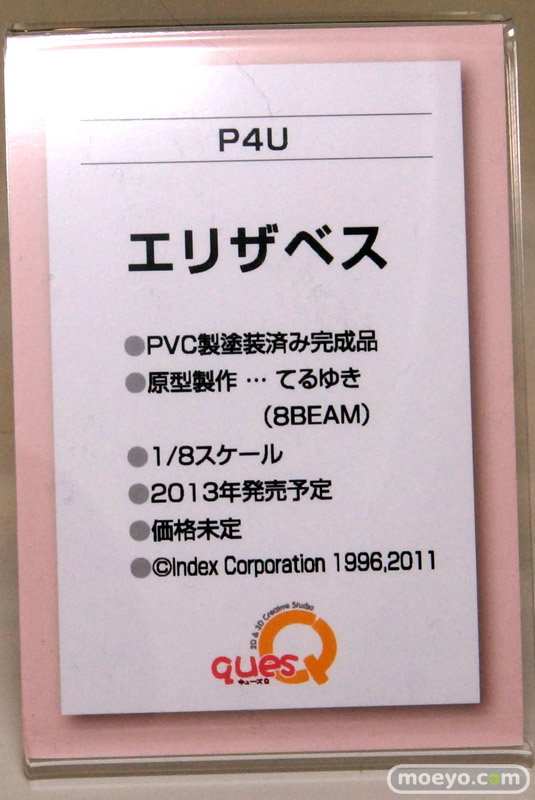 P4U
エリザベス
●PVC製塗装済み完成品
●原型製作 … てるゆき
(8BEAM)
●1/8スケール
●2013年発売予定
●価格未定
●©Index Corporation 1996,2011
2D & 3D Creative Studio
quesQ
キューズQ
moeyo.com